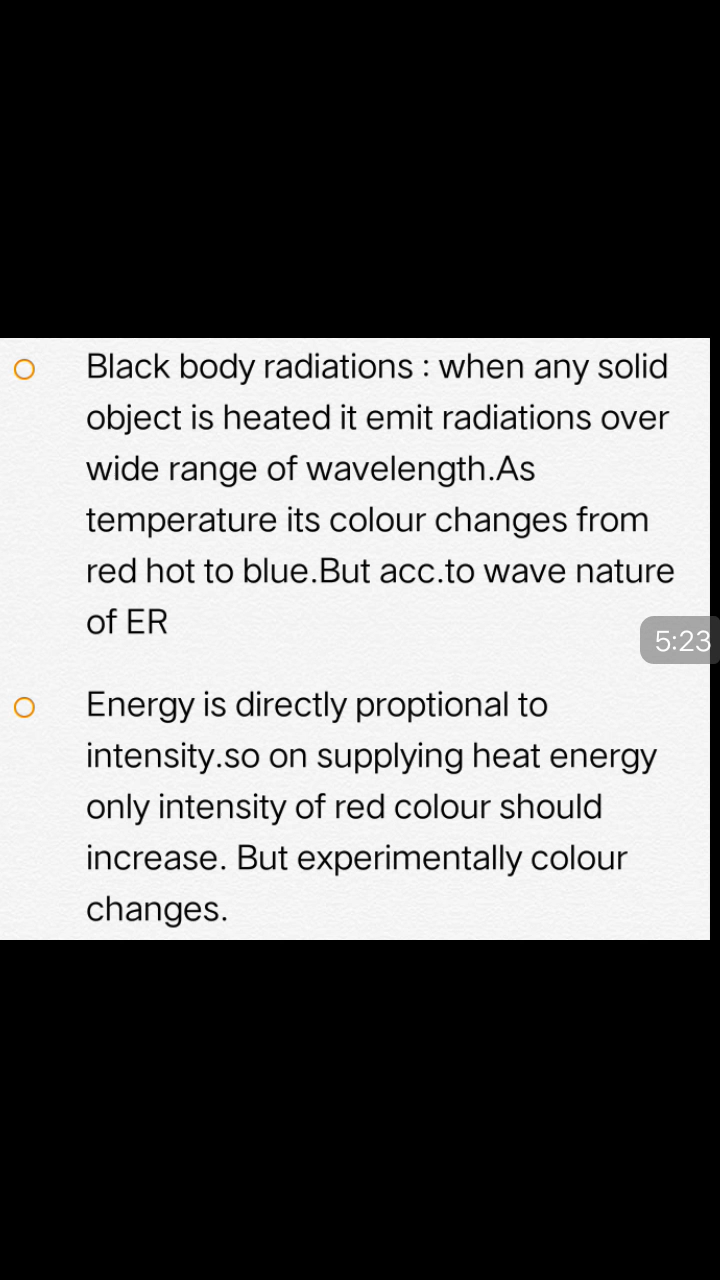 Black body radiations : when any solid
object is heated it emit radiations over
wide range of wavelength.As
temperature its colour changes from
red hot to blue.But acc.to wave nature
of ER
5:23
Energy is directly proptional to
intensity.so on supplying heat energy
only intensity of red colour should
increase. But experimentally colour
changes.